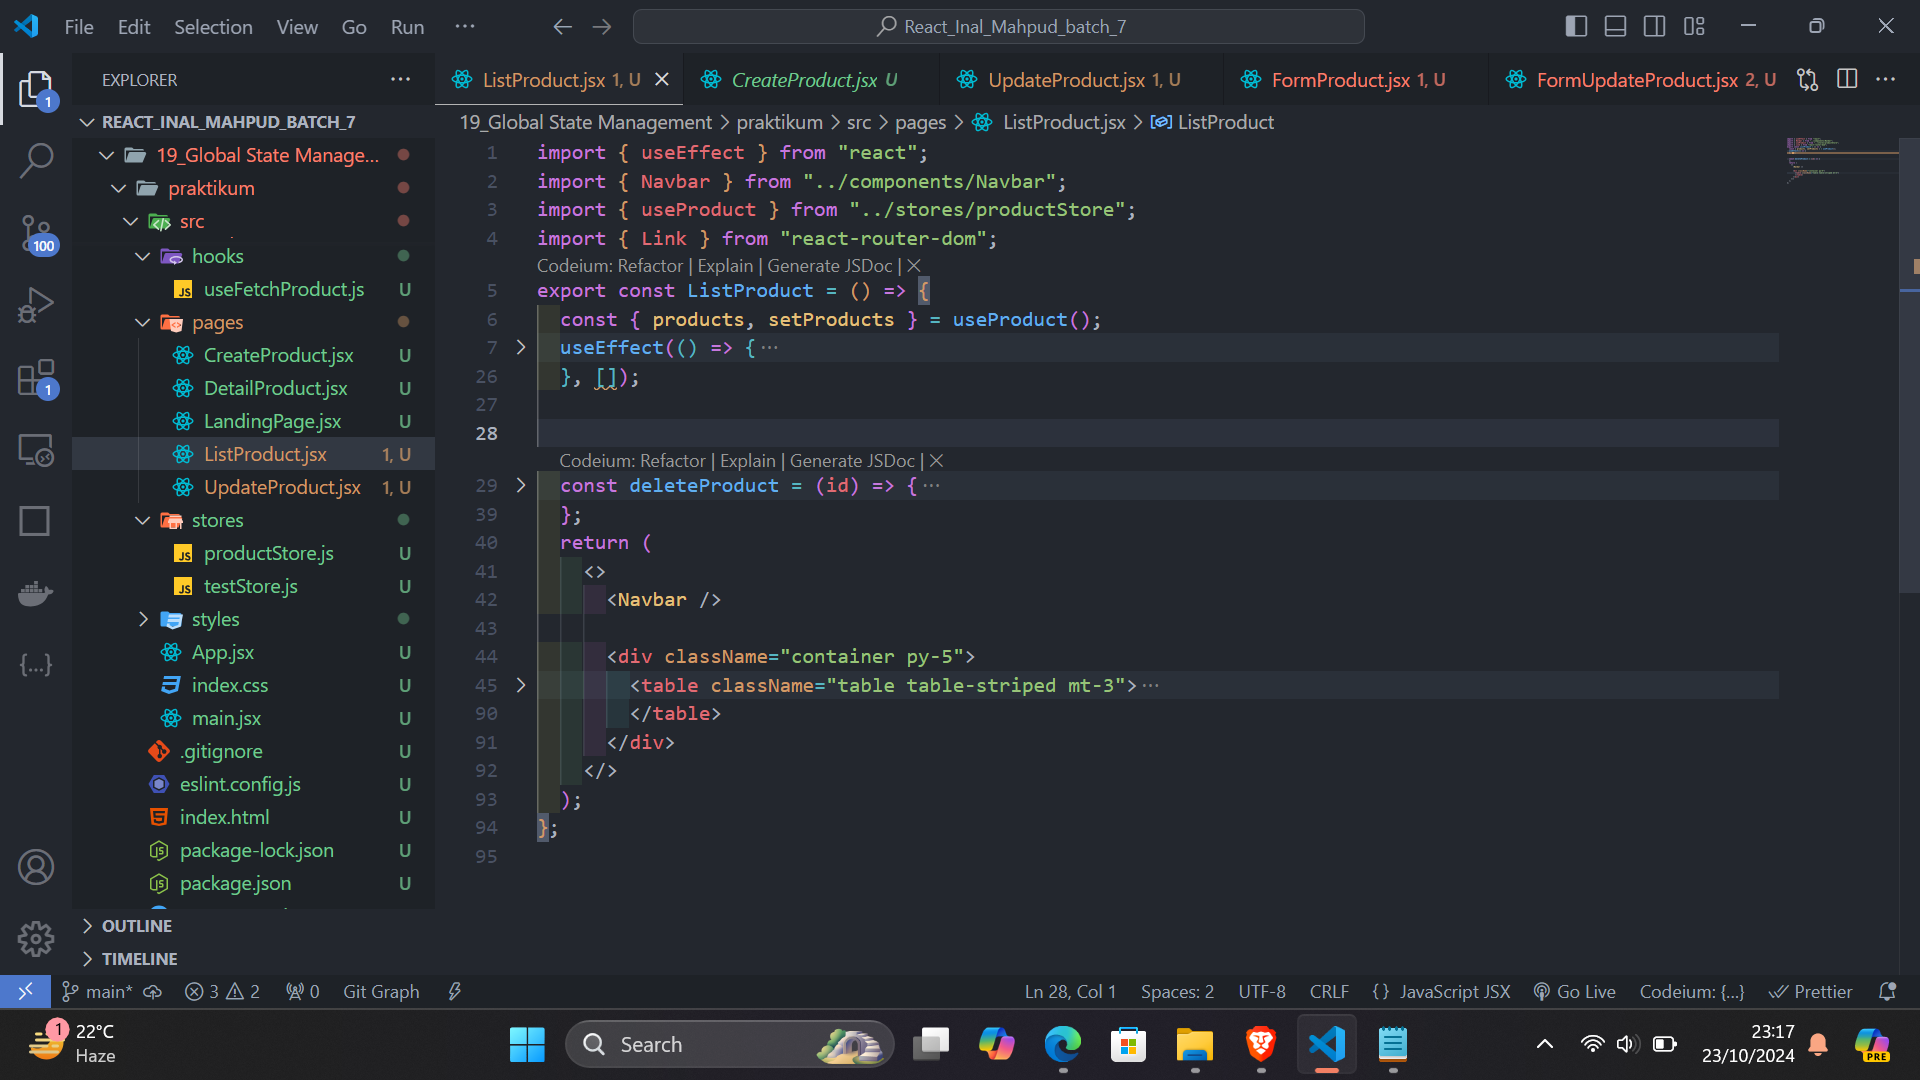 File Edit Selection View Go Run ···
React_Inal_Mahpud_batch_7
EXPLORER ···
1
REACT_INAL_MAHPUD_BATCH_7
19_Global State Manage...
praktikum
src
hooks
useFetchProduct.js U
pages
CreateProduct.jsx U
DetailProduct.jsx U
LandingPage.jsx U
ListProduct.jsx 1, U
UpdateProduct.jsx 1, U
stores
productStore.js U
testStore.js U
styles
App.jsx U
index.css U
main.jsx U
.gitignore U
eslint.config.js U
index.html U
package-lock.json U
package.json U
OUTLINE
TIMELINE
100
1
ListProduct.jsx 1, U
CreateProduct.jsx U
UpdateProduct.jsx 1, U
FormProduct.jsx 1, U
FormUpdateProduct.jsx 2, U
19_Global State Management > praktikum > src > pages > ListProduct.jsx > ListProduct
1 import { useEffect } from "react";
2 import { Navbar } from "../components/Navbar";
3 import { useProduct } from "../stores/productStore";
4 import { Link } from "react-router-dom";
Codeium: Refactor | Explain | Generate JSDoc | ×
5 export const ListProduct = () => {
6 const { products, setProducts } = useProduct();
7 useEffect(() => {···
26 }, []);
27
28
Codeium: Refactor | Explain | Generate JSDoc | ×
29 const deleteProduct = (id) => {···
39 };
40 return (
41 <>
42 <Navbar />
43
44 <div className="container py-5">
45 <table className="table table-striped mt-3">···
90 </table>
91 </div>
92 </>
93 );
94 };
95
main* 3 2 0 Git Graph Ln 28, Col 1 Spaces: 2 UTF-8 CRLF {} JavaScript JSX Go Live Codeium: {...} Prettier
1
22°C
Haze
Search
23:17
23/10/2024
PRE